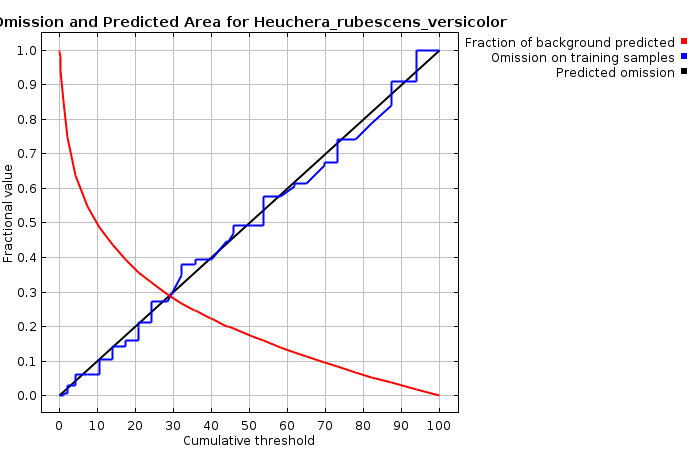 Omission and Predicted Area for Heuchera_rubescens_versicolor
Fraction of background predicted
Omission on training samples
Predicted omission
Fractional value
1.0
0.9
0.8
0.7
0.6
0.5
0.4
0.3
0.2
0.1
0.0
0 10 20 30 40 50 60 70 80 90 100
Cumulative threshold